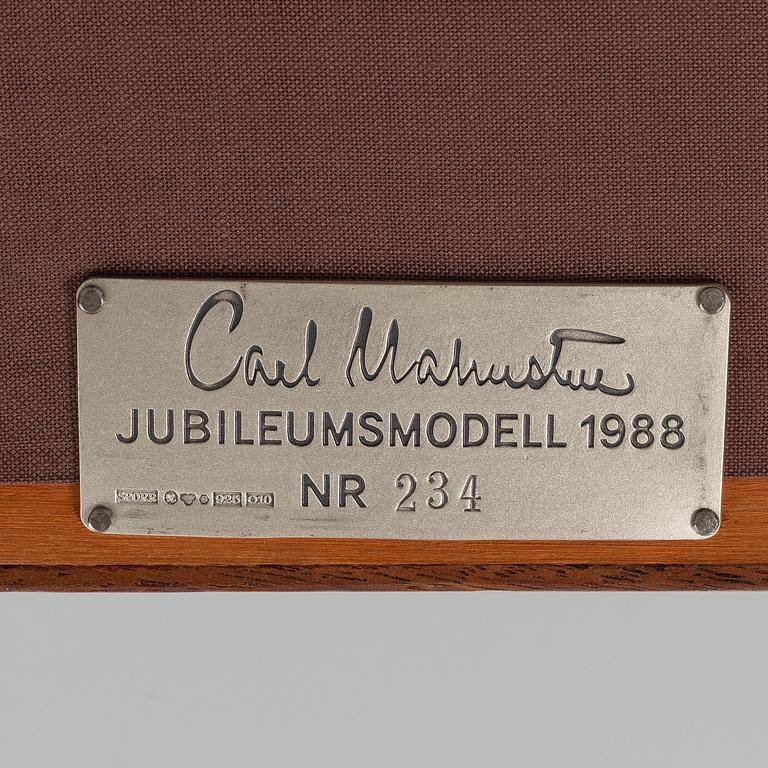 Carl Malmsten
JUBILEUMSMODELL 1988
NR 234
925